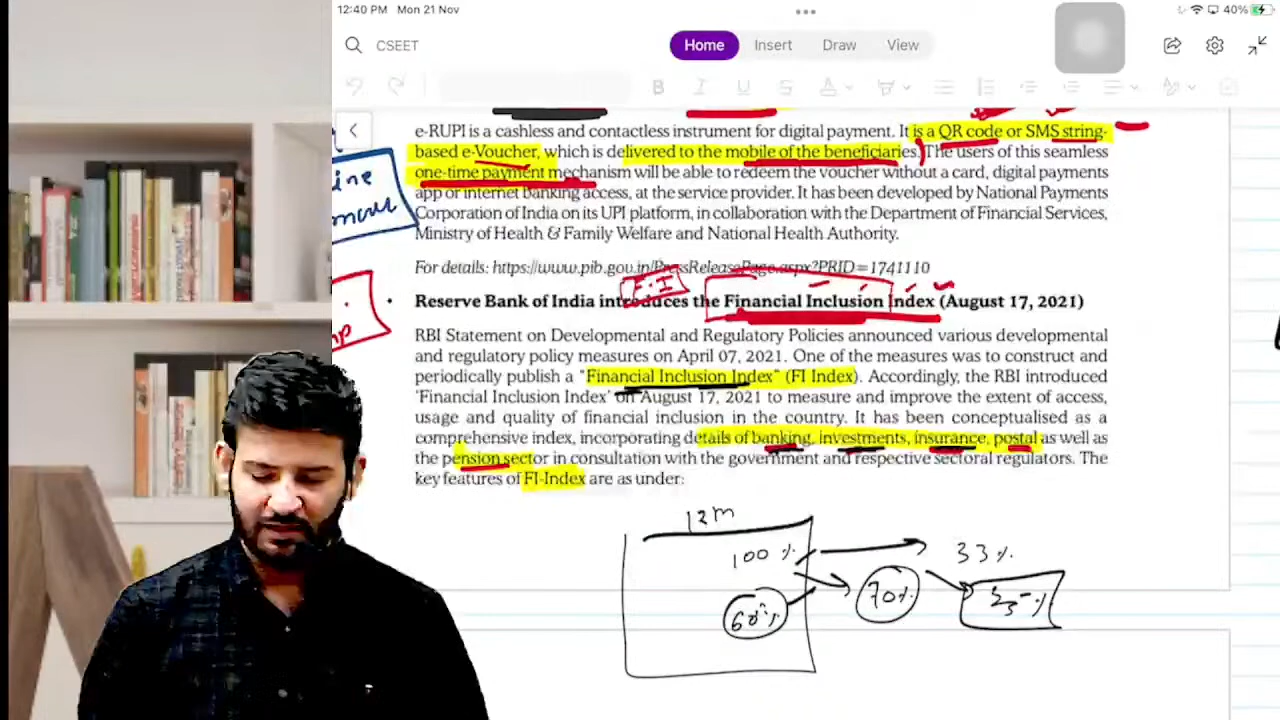 12:40 PM Mon 21 Nov
40%
CSEET
Home Insert Draw View
e-RUPI is a cashless and contactless instrument for digital payment. It is a QR code or SMS string-
based e-Voucher, which is delivered to the mobile of the beneficiaries. The users of this seamless
one-time payment mechanism will be able to redeem the voucher without a card, digital payments
app or internet banking access, at the service provider. It has been developed by National Payments
Corporation of India on its UPI platform, in collaboration with the Department of Financial Services,
Ministry of Health & Family Welfare and National Health Authority.
For details: https://www.pib.gov.in/PressReleasePage.aspx?PRID=1741110
F.I
Reserve Bank of India introduces the Financial Inclusion Index (August 17, 2021)
RBI Statement on Developmental and Regulatory Policies announced various developmental
and regulatory policy measures on April 07, 2021. One of the measures was to construct and
periodically publish a "Financial Inclusion Index" (FI Index). Accordingly, the RBI introduced
'Financial Inclusion Index' on August 17, 2021 to measure and improve the extent of access,
usage and quality of financial inclusion in the country. It has been conceptualised as a
comprehensive index, incorporating details of banking, investments, insurance, postal as well as
the pension sector in consultation with the government and respective sectoral regulators. The
key features of FI-Index are as under:
12m
100 % 33%
70%